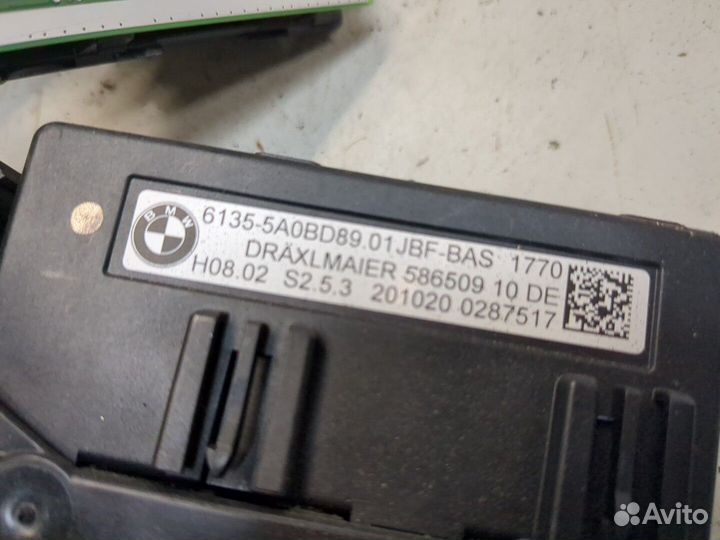 BMW
6135-5A0BD89.01JBF-BAS 1770
DRÄXLMAIER 586509 10 DE
H08.02 S2.5.3 201020 0287517
Avito